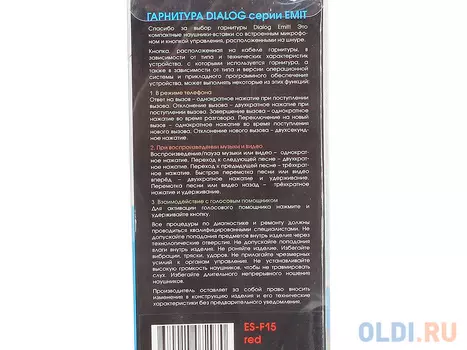 ГАРНИТУРА DIALOG серии EMIT
Спасибо за выбор гарнитуры Dialog Emit! Это
компактные наушники-вставки со встроенным микрофо-
ном и кнопкой управления, расположенными на шнуре.
Кнопка, расположенная на кабеле гарнитуры, в
зависимости от типа и технических характеристик
устройства, с которыми используется гарнитура, а
также в зависимости от типа и версии операционной
системы и прикладного программного обеспечения
устройства, может выполнять некоторые из этих функций:
1 В режиме телефона
Ответ на вызов – однократное нажатие при поступлении
вызова. Отклонение вызова – двухкратное нажатие при
поступлении вызова. Завершение вызова – однократное
нажатие во время разговора. Переключение на новый
вызов – однократное нажатие во время поступления
нового вызова. Отклонение нового вызова – двухсекунд-
ное нажатие.
2. При воспроизведении музыки и видео
Воспроизведение/пауза музыки или видео – однократ-
ное нажатие. Переход к следующей песне – двухкрат-
ное нажатие. Переход к предыдущей песне – трёхкрат-
ное нажатие. Быстрая перемотка песни или видео
вперёд – двухкратное нажатие и удерживание.
Перемотка песни или видео назад – трёхкратное
нажатие и удерживание.
3 Взаимодействие с голосовым помощником
Для активации голосового помощника нажмите и
удерживайте кнопку.
Все процедуры по диагностике и ремонту должны
проводиться квалифицированными специалистами. Не
допускайте попадания предметов внутрь изделия через
технологические отверстия. Не допускайте попадания
влаги внутрь изделия. Не роняйте изделие. Избегайте
вибрации, тряски, ударов. Не прилагайте чрезмерных
усилий к органам управления. Не устанавливайте
высокую громкость наушников, чтобы не травмировать
слух. Избегайте длительного непрерывного ношения
наушников.
Производитель оставляет за собой право вносить
изменения в конструкцию изделия и его технические
характеристики без предварительного уведомления.
ES-F15
red
OLDI.RU